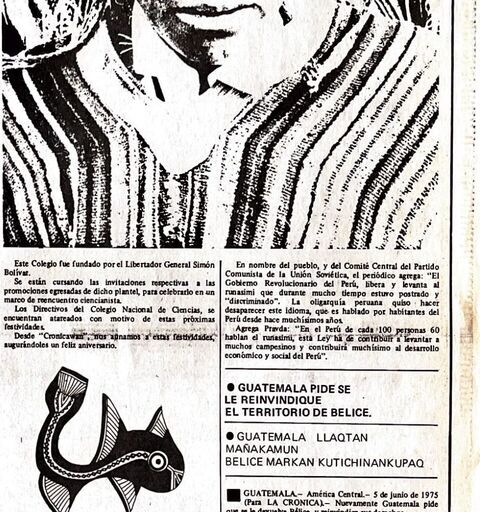 Este Colegio fue fundado por el Libertador General Simón
Bolívar.
Se están cursando las invitaciones respectivas a las
promociones egresadas de dicho plantel, para celebrarlo en un
marco de reencuentro ciencianista.
Los Directivos del Colegio Nacional de Ciencias, se
encuentran atareados con motivo de estas próximas
festividades.
Desde "Cronicawan", nos aunamos a estas festividades,
augurándoles un feliz aniversario.
En nombre del pueblo, y del Comité Central del Partido
Comunista de la Unión Soviética, el periódico agrega: "El
Gobierno Revolucionario del Perú, libera y levanta al
runasimi que durante mucho tiempo estuvo postrado y
"discriminado". La oligarquía peruana quiso hacer
desaparecer este idioma, que es hablado por habitantes del
Perú desde hace muchísimos años.
Agrega Pravda: "En el Perú de cada 100 personas 60
hablan el runasimi, está Ley ha de contribuir a levantar a
muchos campesinos y contribuirá muchísimo al desarrollo
económico y social del Perú".
● GUATEMALA PIDE SE
LE REINVINDIQUE
EL TERRITORIO DE BELICE.
● GUATEMALA LLAQTAN
MAÑAKAMUN
BELICE MARKAN KUTICHINANKUPAQ
GUATEMALA.— América Central.— 5 de junio de 1975
(Para LA CRONICA).— Nuevamente Guatemala pide
que se le devuelva Bélice